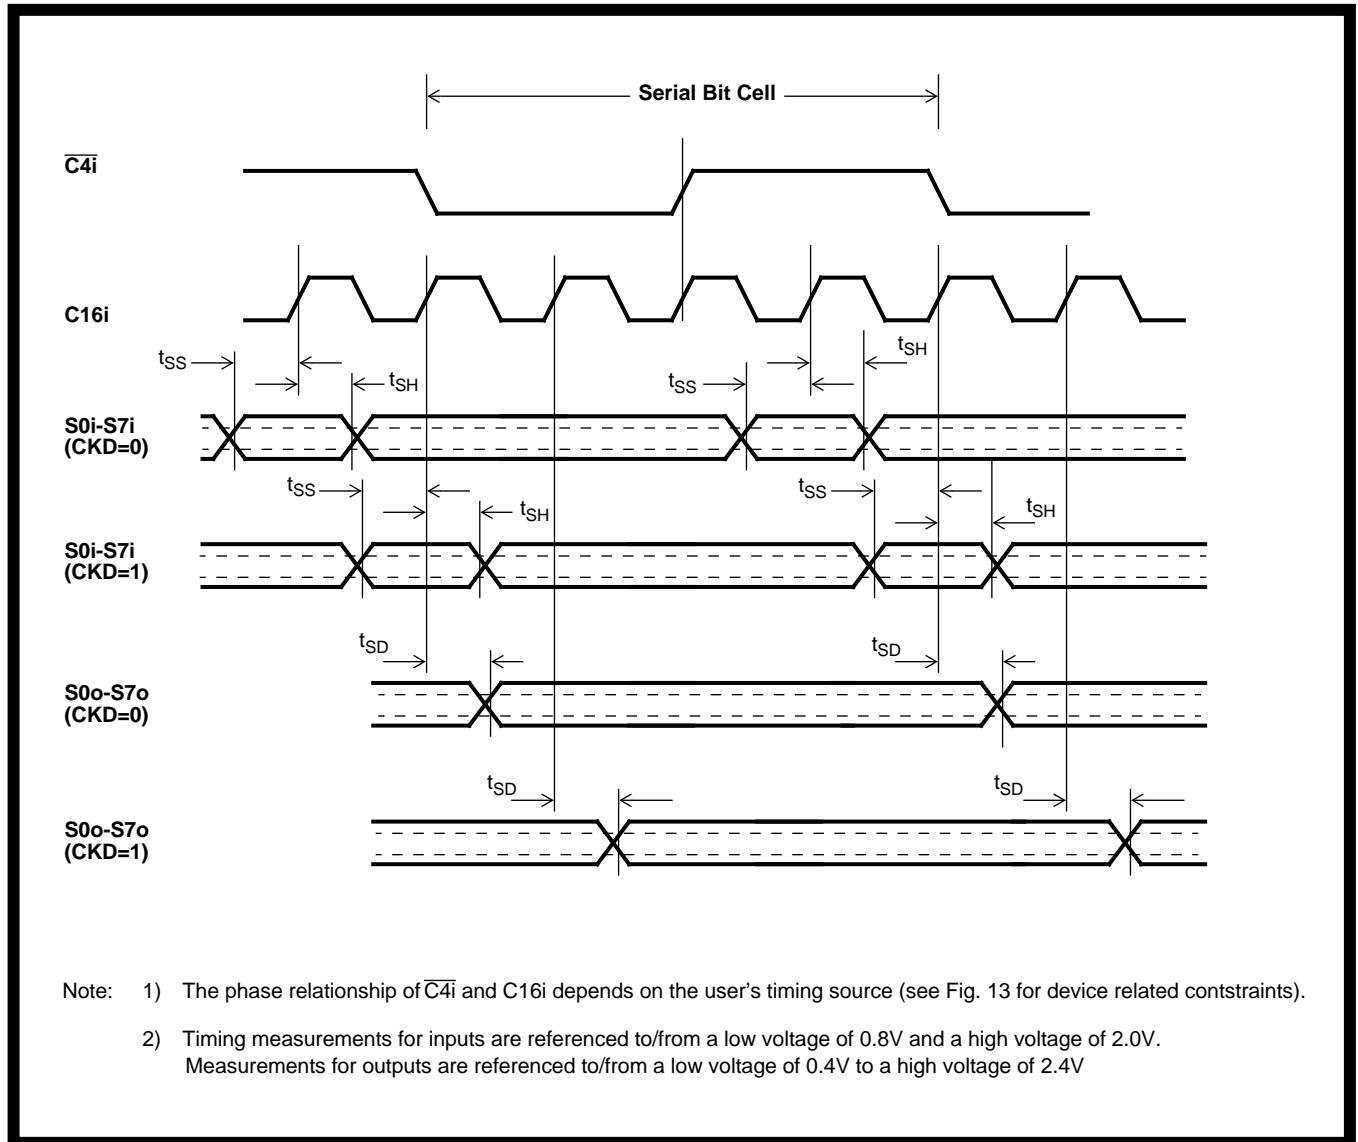 Serial Bit Cell
C4i
C16i
tSS
tSH
tSS
tSH
S0i-S7i
(CKD=0)
tSS
tSH
tSS
tSH
S0i-S7i
(CKD=1)
tSD
tSD
S0o-S7o
(CKD=0)
tSD
tSD
S0o-S7o
(CKD=1)
Note: 1) The phase relationship of C4i and C16i depends on the user's timing source (see Fig. 13 for device related contstraints).
2) Timing measurements for inputs are referenced to/from a low voltage of 0.8V and a high voltage of 2.0V.
Measurements for outputs are referenced to/from a low voltage of 0.4V to a high voltage of 2.4V